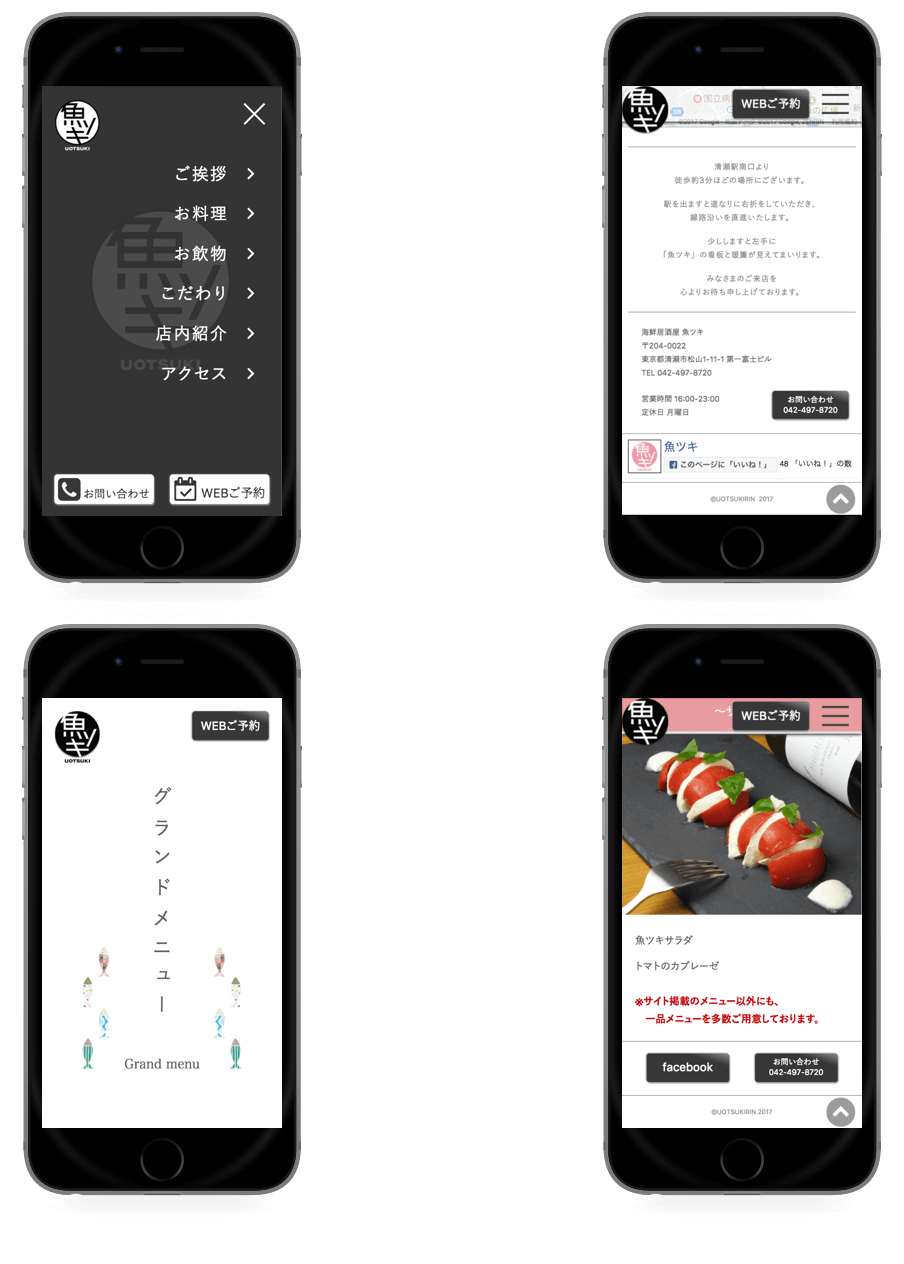 魚ツキ
UOTSUKI
ご挨拶
お料理
お飲物
こだわり
店内紹介
アクセス
魚ツキ
UOTSUKI
お問い合わせ
WEBご予約
魚ツキ
WEBご予約
国立病
©2017 Google
清瀬駅南口より
徒歩約3分ほどの場所にございます。
駅を出ますと道なりに右折をしていただき、
線路沿いを直進いたします。
少ししますと左手に
「魚ツキ」の看板と暖簾が見えてまいります。
みなさまのご来店を
心よりお待ち申し上げております。
海鮮居酒屋 魚ツキ
〒204-0022
東京都清瀬市松山1-11-1 第一富士ビル
TEL 042-497-8720
営業時間 16:00-23:00
定休日 月曜日
お問い合わせ
042-497-8720
魚ツキ
このページに「いいね！」
48 「いいね！」の数
©UOTSUKIRIN 2017
魚ツキ
UOTSUKI
WEBご予約
グランドメニュー
Grand menu
魚ツキ
WEBご予約
魚ツキサラダ
トマトのカプレーゼ
※サイト掲載のメニュー以外にも、
一品メニューを多数ご用意しております。
facebook
お問い合わせ
042-497-8720
©UOTSUKIRIN 2017